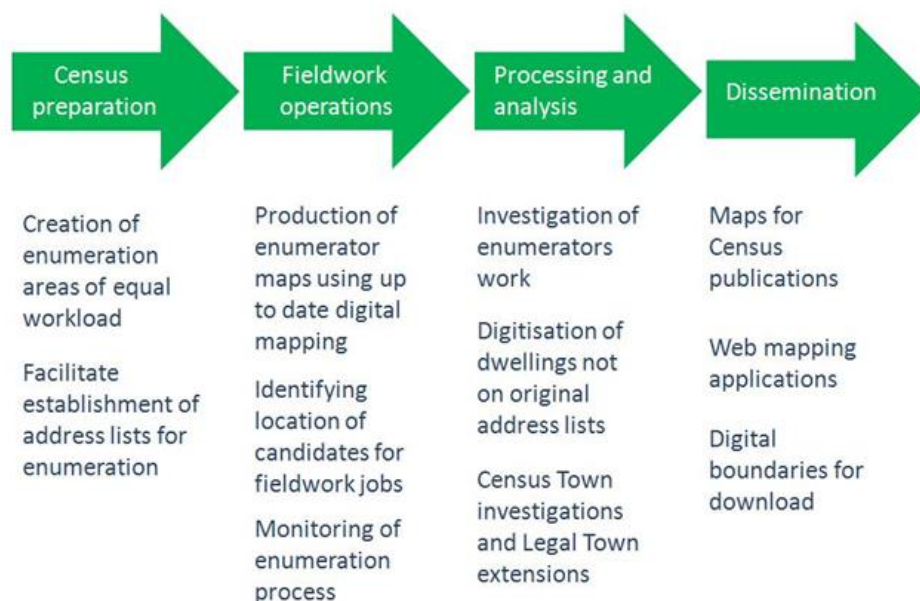 Census
preparation
Fieldwork
operations
Processing and
analysis
Dissemination
Creation of
enumeration
areas of equal
workload
Facilitate
establishment of
address lists for
enumeration
Production of
enumerator
maps using up
to date digital
mapping
Identifying
location of
candidates for
fieldwork jobs
Monitoring of
enumeration
process
Investigation of
enumerators
work
Digitisation of
dwellings not
on original
address lists
Census Town
investigations
and Legal Town
extensions
Maps for
Census
publications
Web mapping
applications
Digital
boundaries for
download